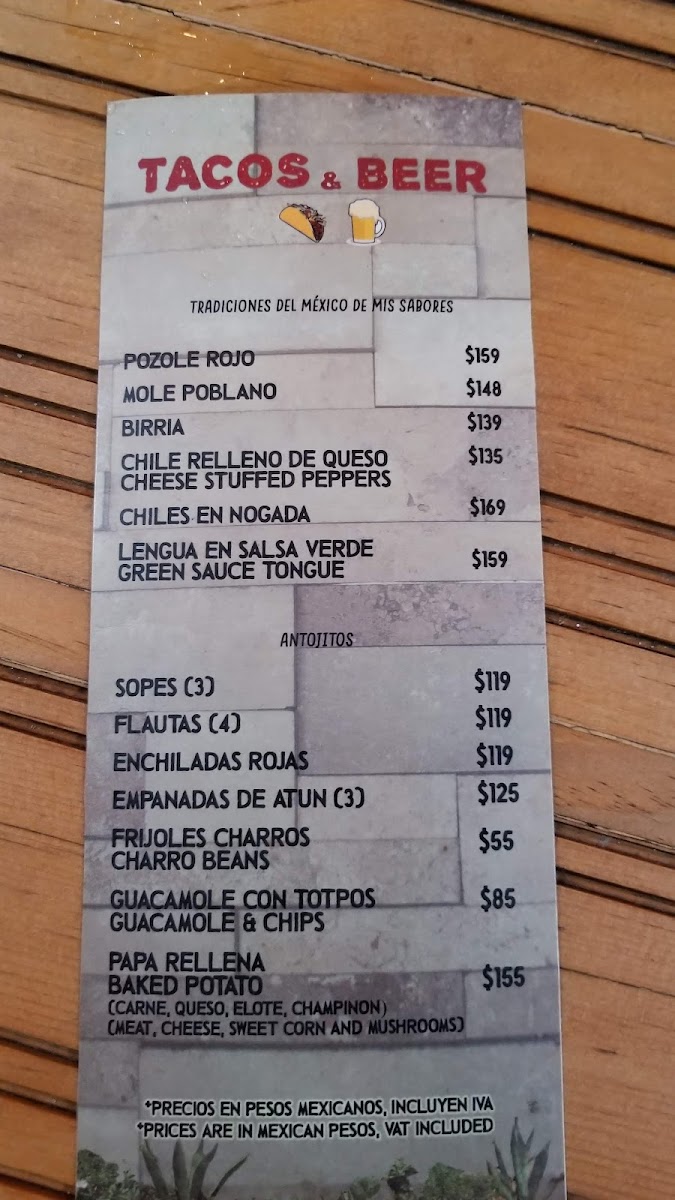 TACOS & BEER
TRADICIONES DEL MÉXICO DE MIS SABORES
POZOLE ROJO $159
MOLE POBLANO $148
BIRRIA $139
CHILE RELLENO DE QUESO $135
CHEESE STUFFED PEPPERS
CHILES EN NOGADA $169
LENGUA EN SALSA VERDE $159
GREEN SAUCE TONGUE
ANTOJITOS
SOPES (3) $119
FLAUTAS (4) $119
ENCHILADAS ROJAS $119
EMPANADAS DE ATUN (3) $125
FRIJOLES CHARROS $55
CHARRO BEANS
GUACAMOLE CON TOTPOS $85
GUACAMOLE & CHIPS
PAPA RELLENA
BAKED POTATO $155
(CARNE, QUESO, ELOTE, CHAMPINON)
(MEAT, CHEESE, SWEET CORN AND MUSHROOMS)
*PRECIOS EN PESOS MEXICANOS, INCLUYEN IVA
*PRICES ARE IN MEXICAN PESOS, VAT INCLUDED